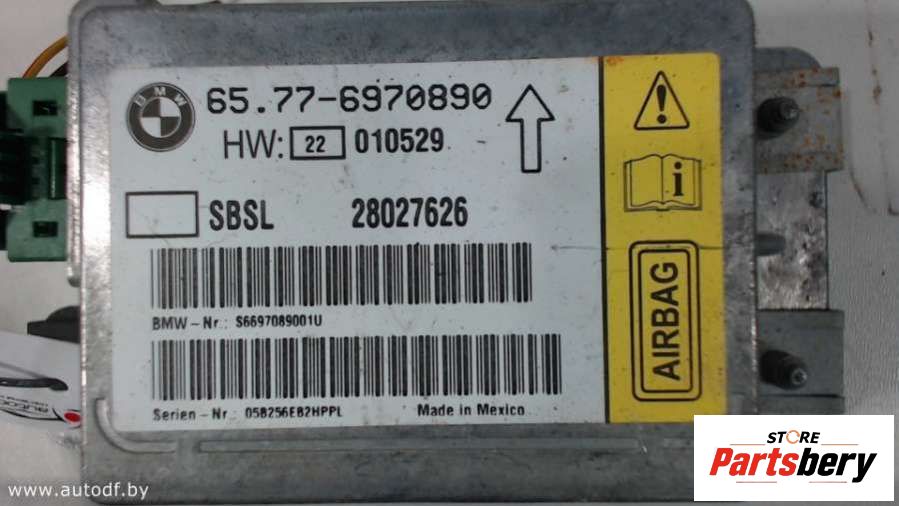 BMW
65.77-6970890
HW: 22 010529
SBSL 28027626
BMW-Nr.: S6697089001U
Serien-Nr.: 058256EB2HPPL Made in Mexico
i
AIRBAG
www.autodf.by
STORE
Partsbery